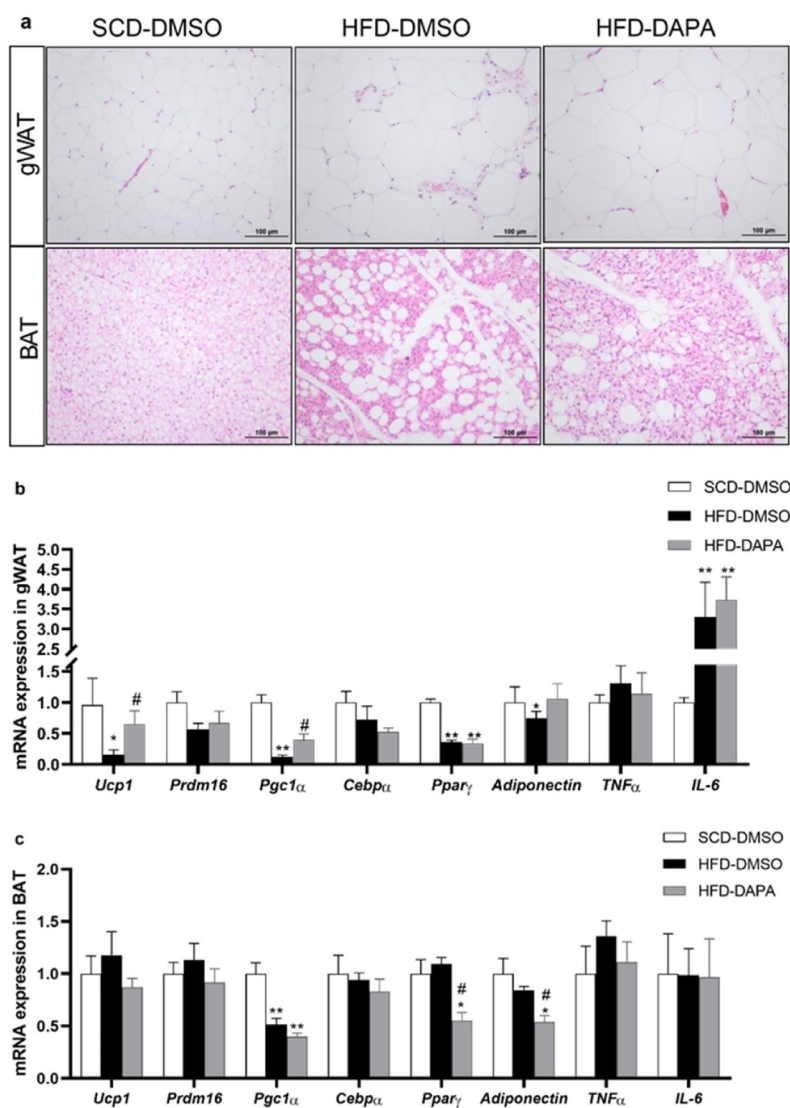 a
SCD-DMSO HFD-DMSO HFD-DAPA
gWAT
100 µm 100 µm 100 µm
BAT
100 µm 100 µm 100 µm
b
SCD-DMSO
HFD-DMSO
HFD-DAPA
mRNA expression in gWAT
5.0
4.5
4.0
3.5
3.0
2.5
1.5
1.0
0.5
0.0
* # ** # ** ** * ** **
Ucp1 Prdm16 Pgc1α Cebpα Pparγ Adiponectin TNFα IL-6
c
SCD-DMSO
HFD-DMSO
HFD-DAPA
mRNA expression in BAT
2.0
1.5
1.0
0.5
0.0
** ** # * # *
Ucp1 Prdm16 Pgc1α Cebpα Pparγ Adiponectin TNFα IL-6